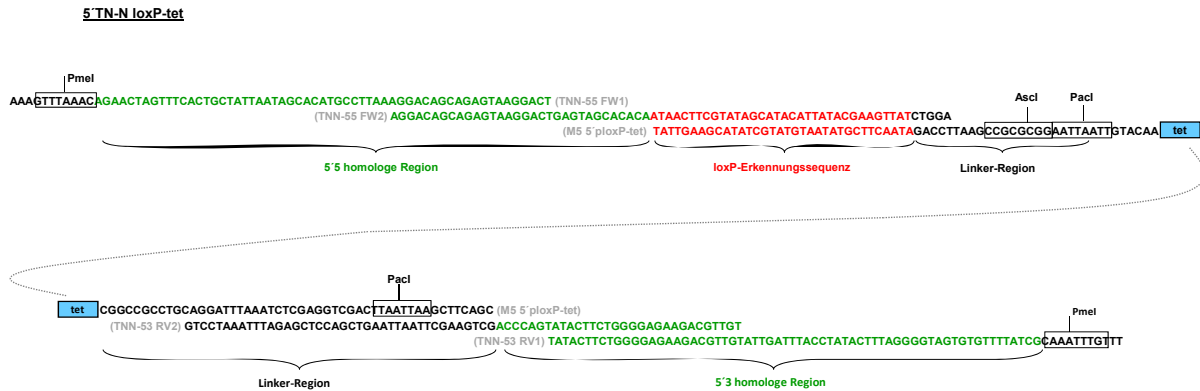 5´TN-N loxP-tet
PmeI
AAAGTTTAAACAGAACTAGTTTCACTGCTATTAATAGCACATGCCTTAAAGGACAGCAGAGTAAGGACT (TNN-55 FW1)
AscI PacI
(TNN-55 FW2) AGGACAGCAGAGTAAGGACTGAGTAGCACACAATAACTTCGTATAGCATACATTATACGAAGTTATCTGGA
(M5 5´ploxP-tet) TATTGAAGCATATCGTATGTAATATGCTTCAATAGACCTTAAGCCGCGCGGAATTAATTGTACAA tet
5´5 homologe Region loxP-Erkennungssequenz Linker-Region
PacI
tet CGGCCGCCTGCAGGATTTAAATCTCGAGGTCGACTTAATTAAGCTTCAGC (M5 5´ploxP-tet)
PmeI
(TNN-53 RV2) GTCCTAAATTTAGAGCTCCAGCTGAATTAATTCGAAGTCGACCCAGTATACTTCTGGGGAGAAGACGTTGT
(TNN-53 RV1) TATACTTCTGGGGAGAAGACGTTGTATTGATTTACCTATACTTTAGGGGTAGTGTGTTTTATCGCAAATTTGTTT
Linker-Region 5´3 homologe Region